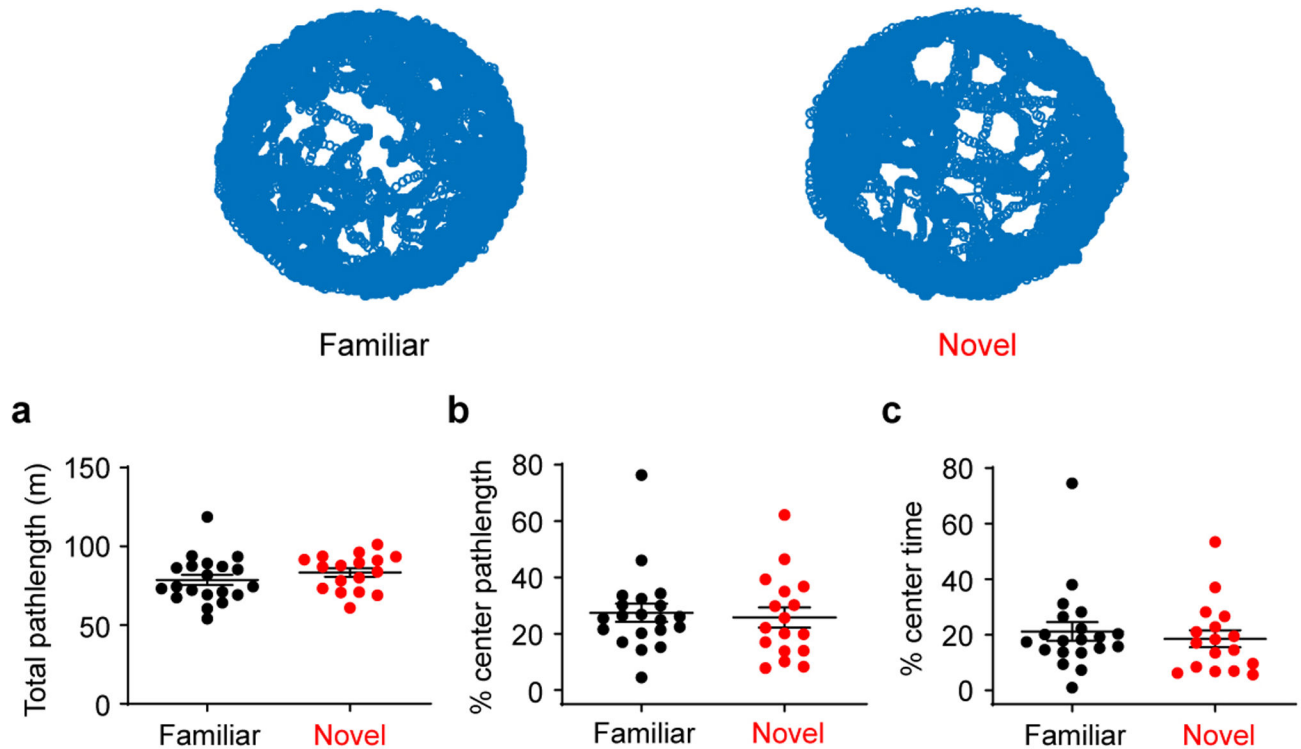 Familiar
Novel
a
b
c
Total pathlength (m)
150
100
50
0
Familiar
Novel
% center pathlength
80
60
40
20
0
Familiar
Novel
% center time
80
60
40
20
0
Familiar
Novel